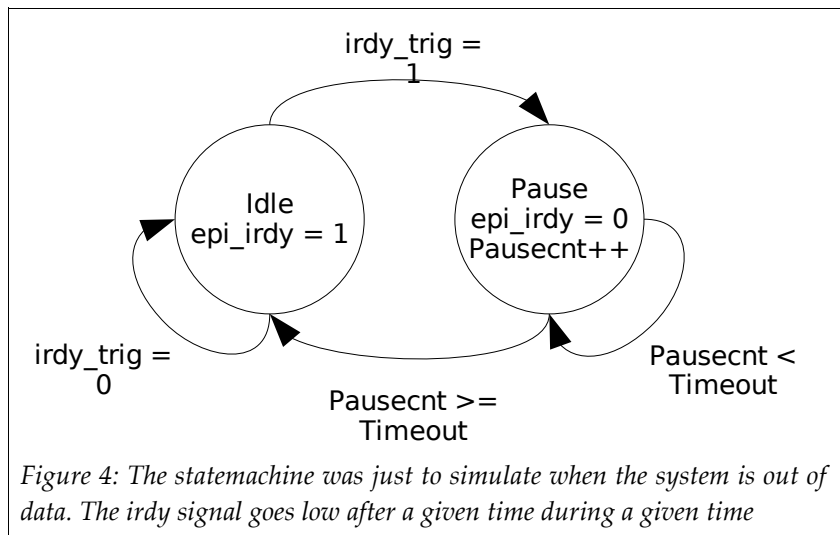 irdy_trig =
1
Idle
epi_irdy = 1
Pause
epi_irdy = 0
Pausecnt++
irdy_trig =
0
Pausecnt >=
Timeout
Pausecnt <
Timeout
Figure 4: The statemachine was just to simulate when the system is out of
data. The irdy signal goes low after a given time during a given time